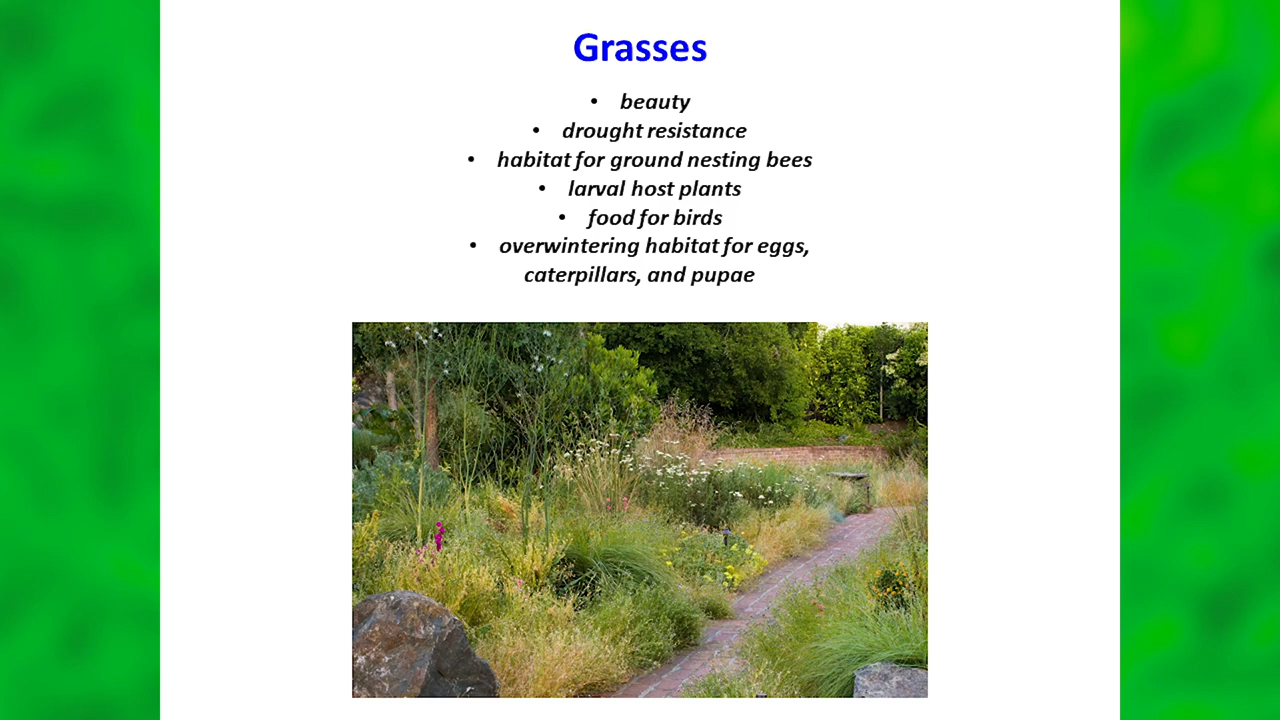 Grasses
• beauty
• drought resistance
• habitat for ground nesting bees
• larval host plants
• food for birds
• overwintering habitat for eggs,
caterpillars, and pupae